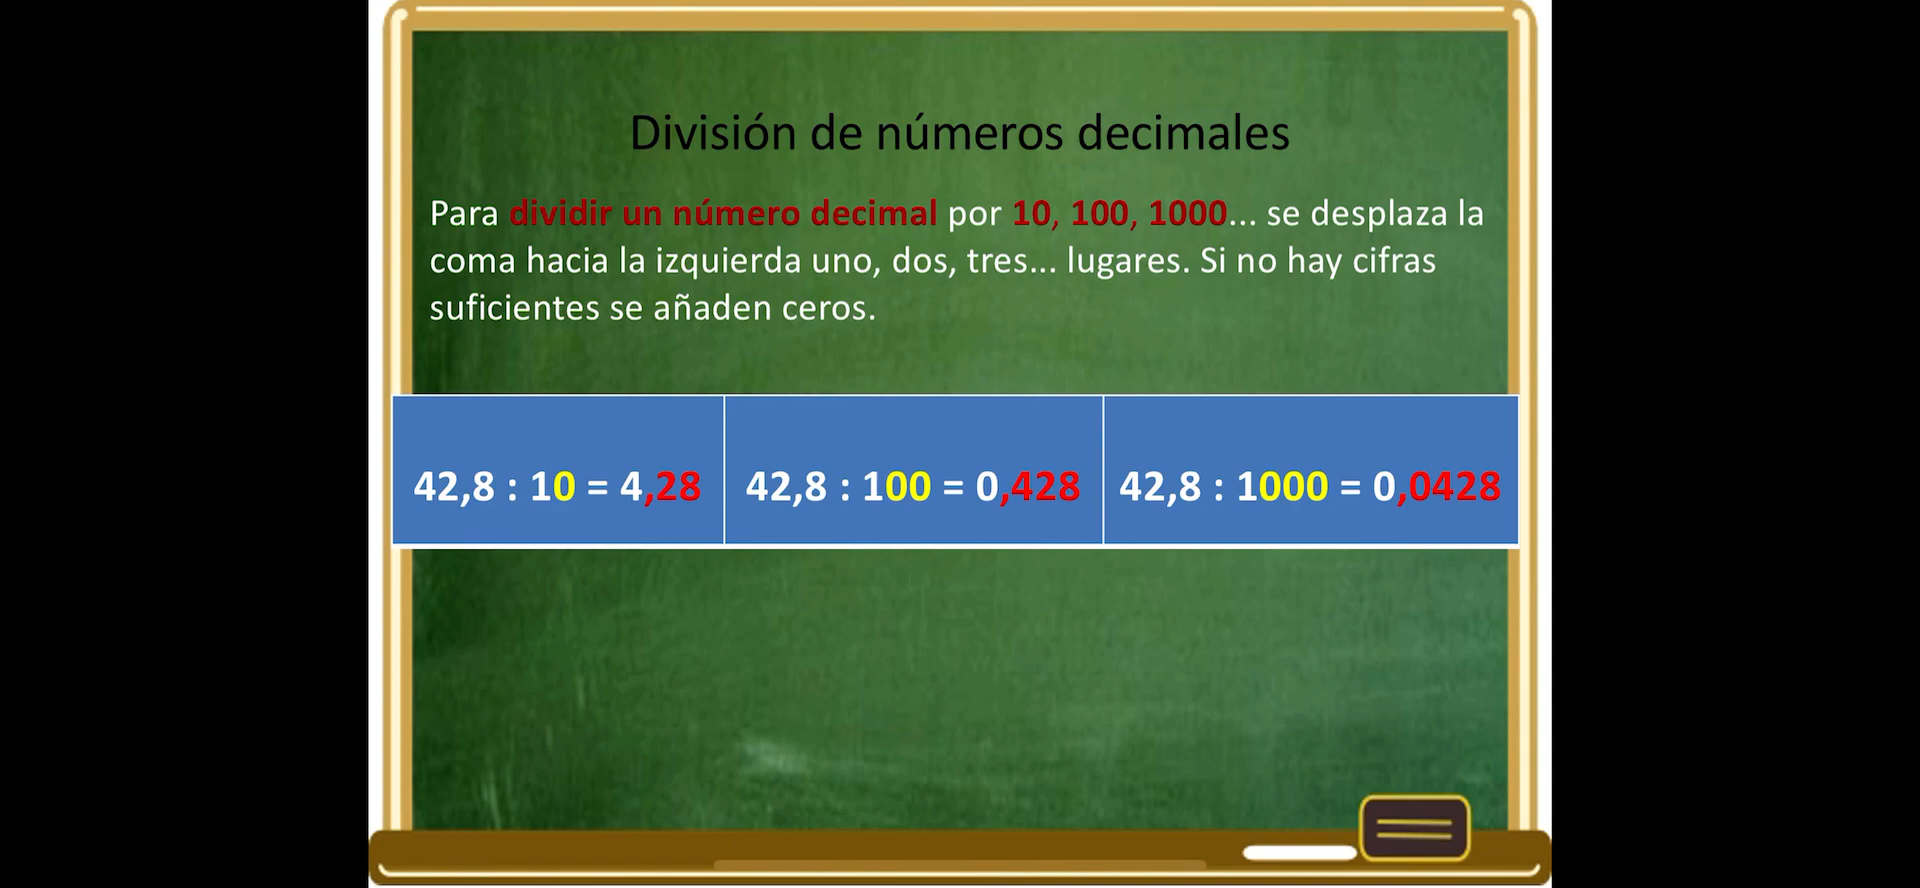 División de números decimales
Para dividir un número decimal por 10, 100, 1000... se desplaza la
coma hacia la izquierda uno, dos, tres... lugares. Si no hay cifras
suficientes se añaden ceros.
42,8 : 10 = 4,28
42,8 : 100 = 0,428
42,8 : 1000 = 0,0428